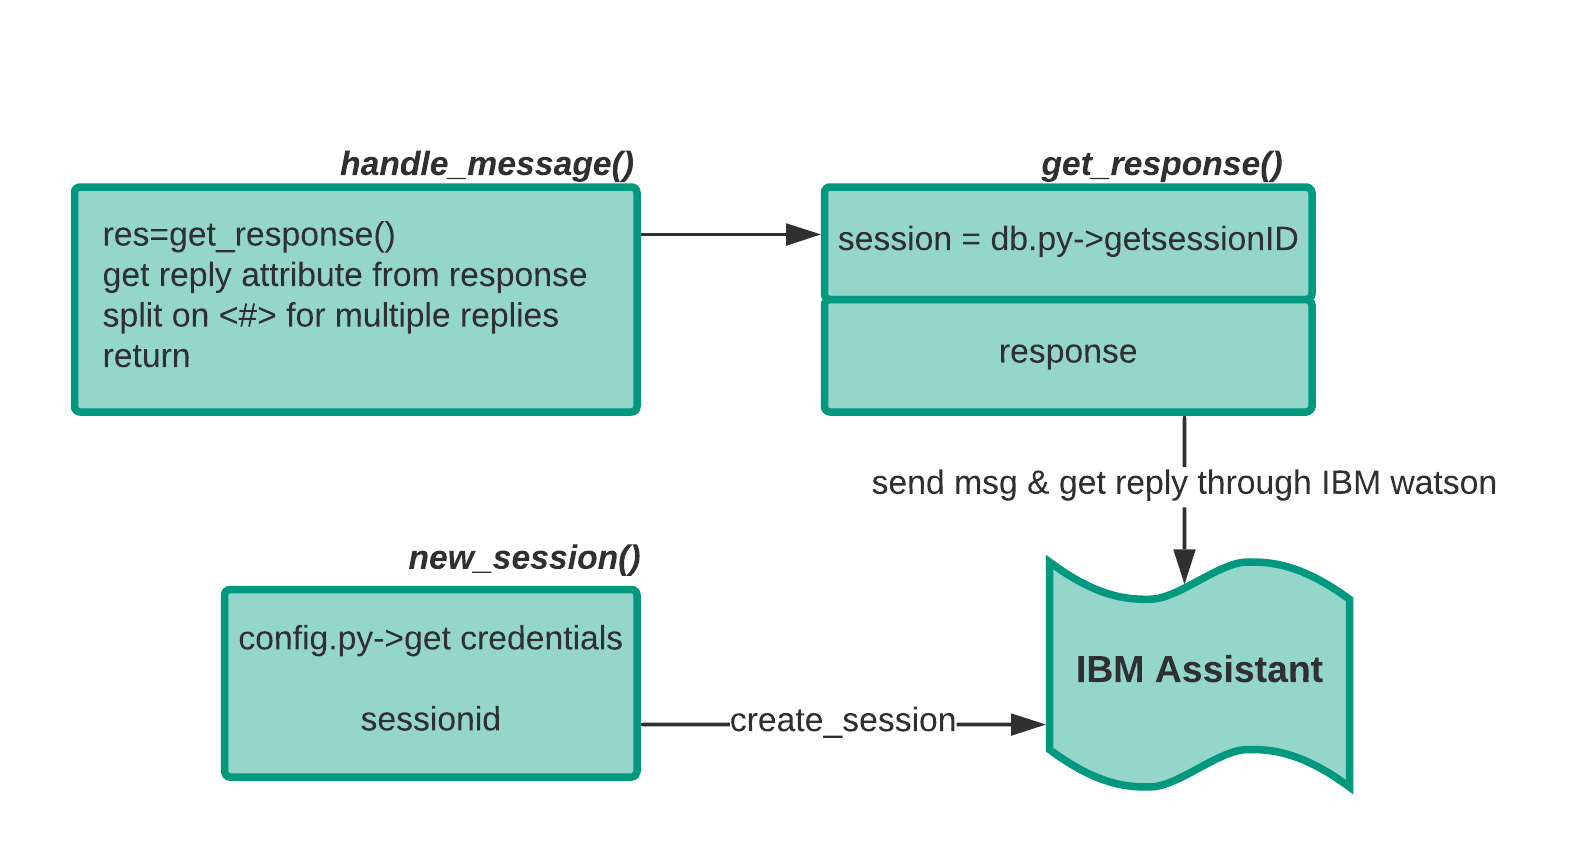 handle_message()
res=get_response()
get reply attribute from response
split on <#> for multiple replies
return
get_response()
session = db.py->getsessionID
response
send msg & get reply through IBM watson
new_session()
config.py->get credentials
sessionid
create_session
IBM Assistant